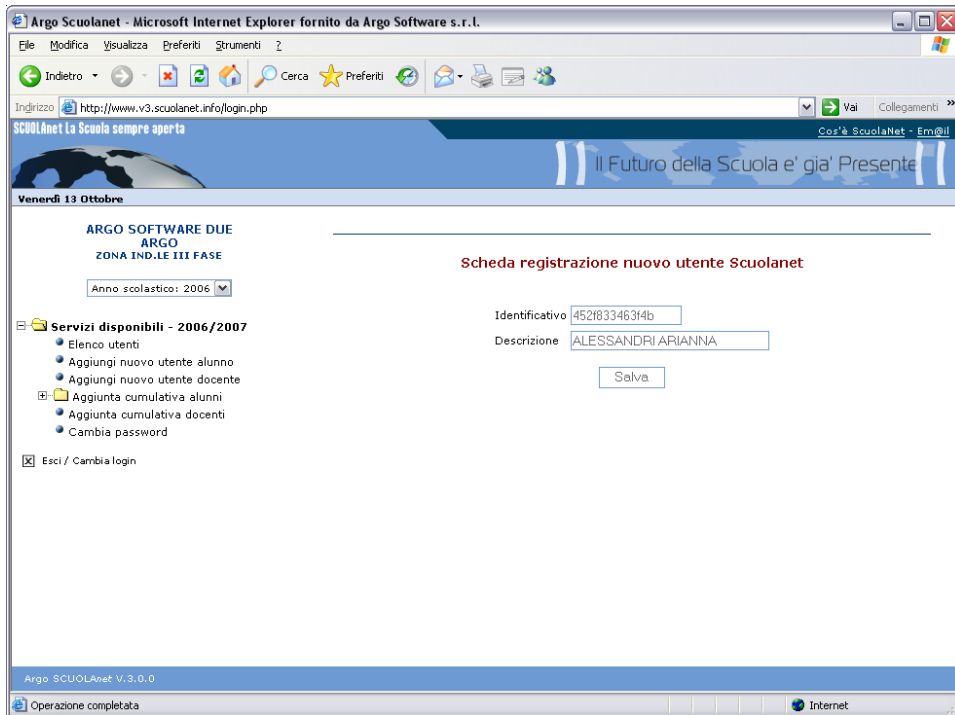 Argo Scuolanet - Microsoft Internet Explorer fornito da Argo Software s.r.l.
File Modifica Visualizza Preferiti Strumenti ?
Indietro Cerca Preferiti
Indirizzo http://www.v3.scuolanet.info/login.php Vai Collegamenti »
SCUOLAnet La Scuola sempre aperta Cos'è ScuolaNet - Em@il
Il Futuro della Scuola e' gia' Presente
Venerdì 13 Ottobre
ARGO SOFTWARE DUE
ARGO
ZONA IND.LE III FASE
Anno scolastico: 2006
Scheda registrazione nuovo utente Scuolanet
Identificativo 452f833463f4b
Descrizione ALESSANDRI ARIANNA
Salva
Servizi disponibili - 2006/2007
Elenco utenti
Aggiungi nuovo utente alunno
Aggiungi nuovo utente docente
Aggiunta cumulativa alunni
Aggiunta cumulativa docenti
Cambia password
Esci / Cambia login
Argo SCUOLAnet V.3.0.0
Operazione completata Internet